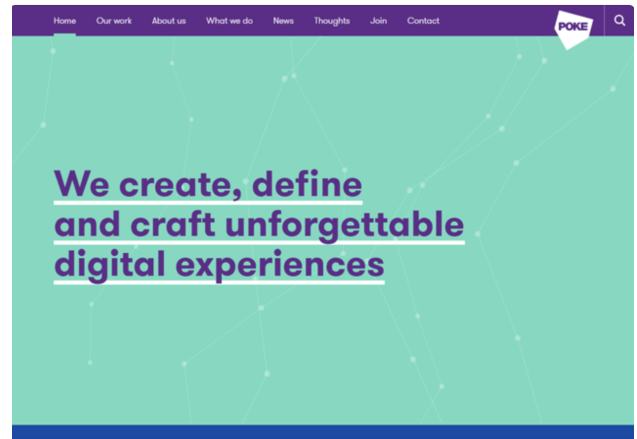 Home Our work About us What we do News Thoughts Join Contact POKE
We create, define
and craft unforgettable
digital experiences